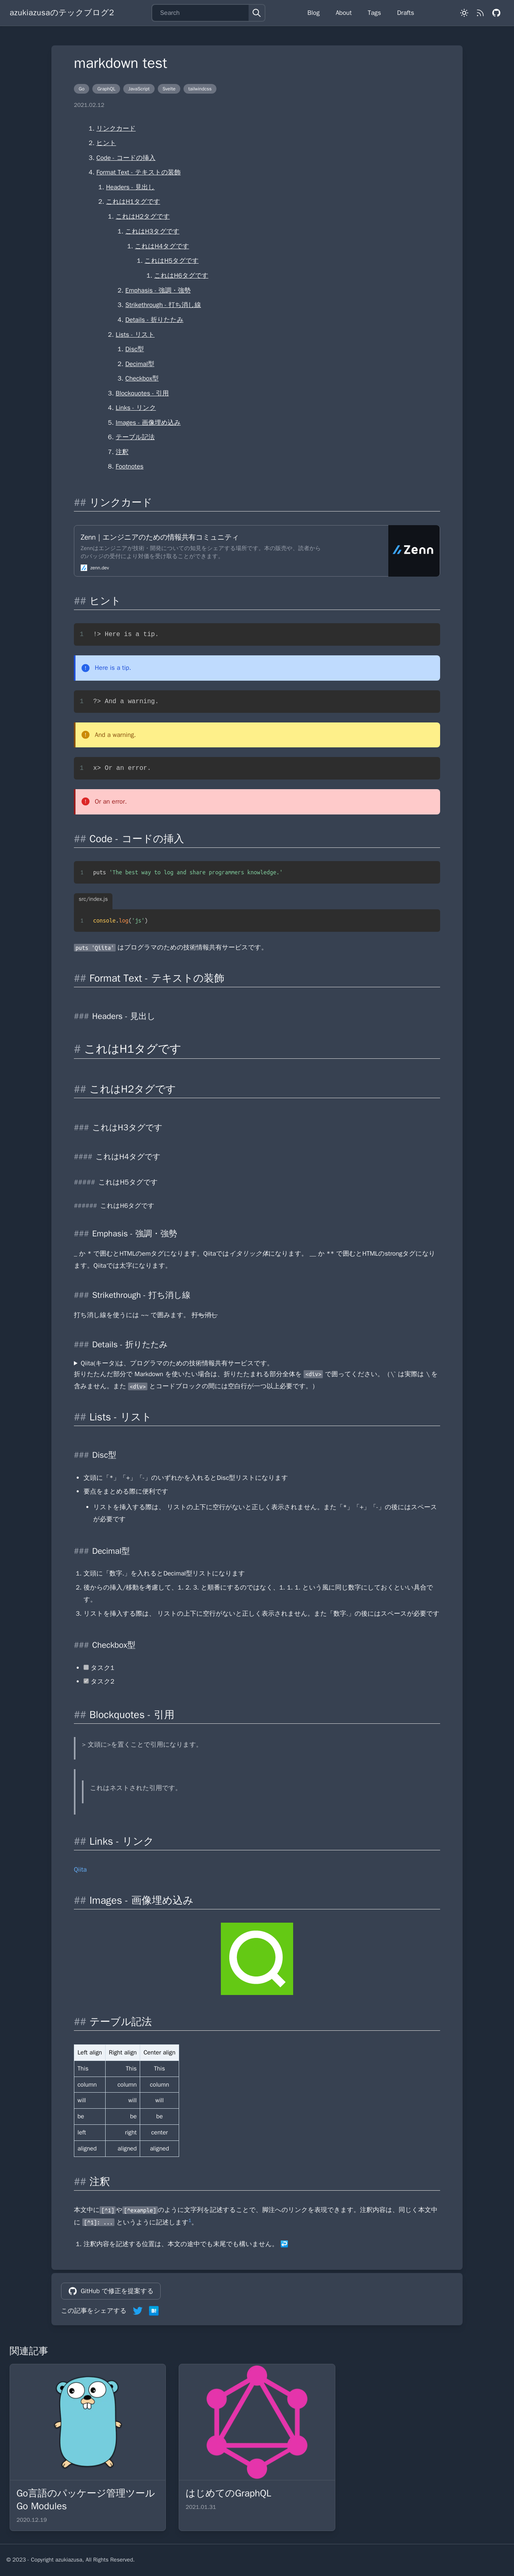 azukiazusaのテックブログ2
Search
Blog
About
Tags
Drafts
markdown test
Go
GraphQL
JavaScript
Svelte
tailwindcss
2021.02.12
1. リンクカード
2. ヒント
3. Code - コードの挿入
4. Format Text - テキストの装飾
1. Headers - 見出し
2. これはH1タグです
1. これはH2タグです
1. これはH3タグです
1. これはH4タグです
1. これはH5タグです
1. これはH6タグです
2. Emphasis - 強調・強勢
3. Strikethrough - 打ち消し線
4. Details - 折りたたみ
2. Lists - リスト
1. Disc型
2. Decimal型
3. Checkbox型
3. Blockquotes - 引用
4. Links - リンク
5. Images - 画像埋め込み
6. テーブル記法
7. 注釈
8. Footnotes
## リンクカード
Zenn | エンジニアのための情報共有コミュニティ
Zennはエンジニアが技術・開発についての知見をシェアする場所です。本の販売や、読者から
のバッジの受付により対価を受け取ることができます。
zenn.dev
Zenn
## ヒント
1 !> Here is a tip.
Here is a tip.
1 ?> And a warning.
And a warning.
1 x> Or an error.
Or an error.
## Code - コードの挿入
1 puts 'The best way to log and share programmers knowledge.'
src/index.js
1 console.log('js')
puts 'Qiita' はプログラマのための技術情報共有サービスです。
## Format Text - テキストの装飾
### Headers - 見出し
# これはH1タグです
## これはH2タグです
### これはH3タグです
#### これはH4タグです
##### これはH5タグです
###### これはH6タグです
### Emphasis - 強調・強勢
_ か * で囲むとHTMLのemタグになります。Qiitaではイタリック体になります。 __ か ** で囲むとHTMLのstrongタグになり
ます。Qiitaでは太字になります。
### Strikethrough - 打ち消し線
打ち消し線を使うには ~~ で囲みます。 打ち消し
### Details - 折りたたみ
▶ Qiita(キータ)は、プログラマのための技術情報共有サービスです。
折りたたんだ部分で Markdown を使いたい場合は、折りたたまれる部分全体を <div> で囲ってください。（\` は実際は \ を
含みません。また <div> とコードブロックの間には空白行が一つ以上必要です。）
## Lists - リスト
### Disc型
• 文頭に「*」「+」「-」のいずれかを入れるとDisc型リストになります
• 要点をまとめる際に便利です
• リストを挿入する際は、 リストの上下に空行がないと正しく表示されません。また「*」「+」「-」の後にはスペース
が必要です
### Decimal型
1. 文頭に「数字.」を入れるとDecimal型リストになります
2. 後からの挿入/移動を考慮して、1. 2. 3. と順番にするのではなく、1. 1. 1. という風に同じ数字にしておくといい具合で
す。
3. リストを挿入する際は、 リストの上下に空行がないと正しく表示されません。また「数字.」の後にはスペースが必要です
### Checkbox型
• タスク1
• タスク2
## Blockquotes - 引用
> 文頭に>を置くことで引用になります。
これはネストされた引用です。
## Links - リンク
Qiita
## Images - 画像埋め込み
## テーブル記法
Left align Right align Center align
This This This
column column column
will will will
be be be
left right center
aligned aligned aligned
## 注釈
本文中に[^1]や[^example]のように文字列を記述することで、脚注へのリンクを表現できます。注釈内容は、同じく本文中
に [^1]: ... というように記述します1。
1. 注釈内容を記述する位置は、本文の途中でも末尾でも構いません。 ↩
GitHub で修正を提案する
この記事をシェアする
B!
関連記事
Go言語のパッケージ管理ツール
Go Modules
2020.12.19
はじめてのGraphQL
2021.01.31
© 2023 - Copyright azukiazusa. All Rights Reserved.